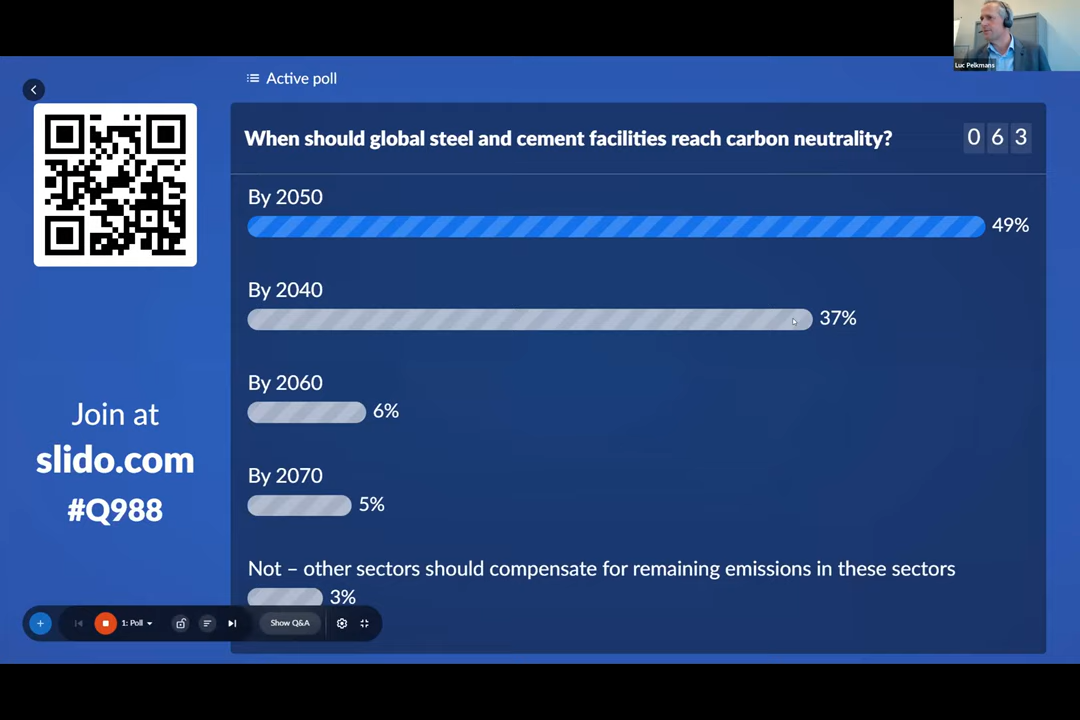 Luc Pelkmans
Active poll
When should global steel and cement facilities reach carbon neutrality?
0 6 3
By 2050
49%
By 2040
37%
By 2060
6%
By 2070
5%
Not – other sectors should compensate for remaining emissions in these sectors
3%
Join at
slido.com
#Q988
1: Poll
Show Q&A